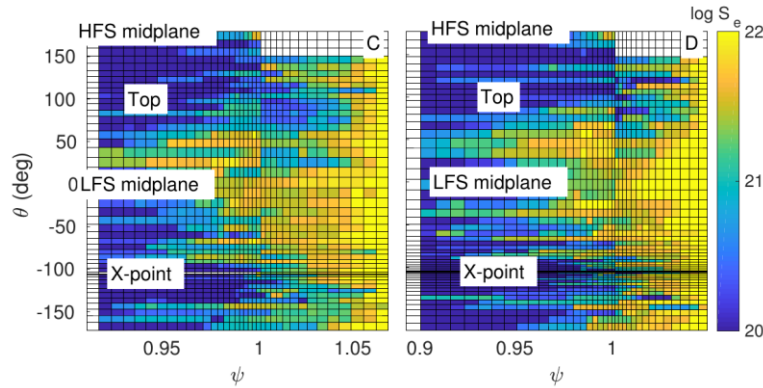 log S_e
HFS midplane C
HFS midplane D
22
150
100
Top
Top
50
0
LFS midplane
LFS midplane
21
θ (deg)
-50
-100
X-point
X-point
-150
20
0.95 1 1.05
0.9 0.95 1
ψ
ψ